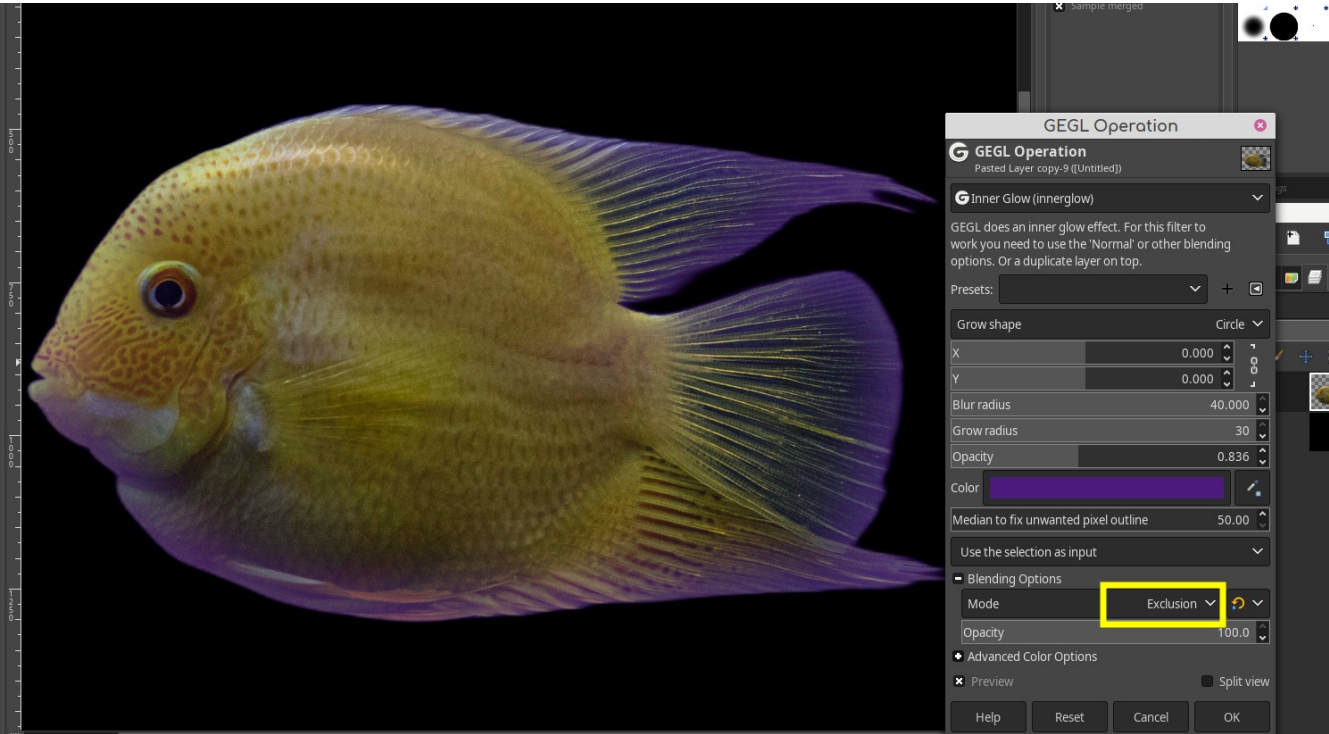 Sample merged
GEGL Operation
GEGL Operation
Pasted Layer copy-9 ([Untitled])
Inner Glow (innerglow)
GEGL does an inner glow effect. For this filter to
work you need to use the 'Normal' or other blending
options. Or a duplicate layer on top.
Presets:
Grow shape Circle
X 0.000
Y 0.000
Blur radius 40.000
Grow radius 30
Opacity 0.836
Color
Median to fix unwanted pixel outline 50.00
Use the selection as input
Blending Options
Mode Exclusion
Opacity 100.0
Advanced Color Options
Preview Split view
Help Reset Cancel OK
500
750
1000
1250